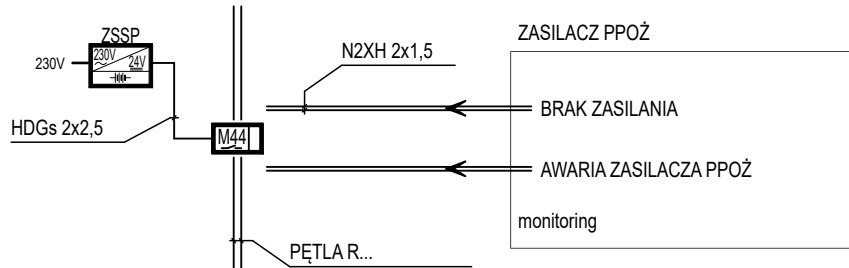 ZSSP
230V
230V
24V
HDGs 2x2,5
M44
N2XH 2x1,5
PĘTLA R...
ZASILACZ PPOŻ
BRAK ZASILANIA
AWARIA ZASILACZA PPOŻ
monitoring